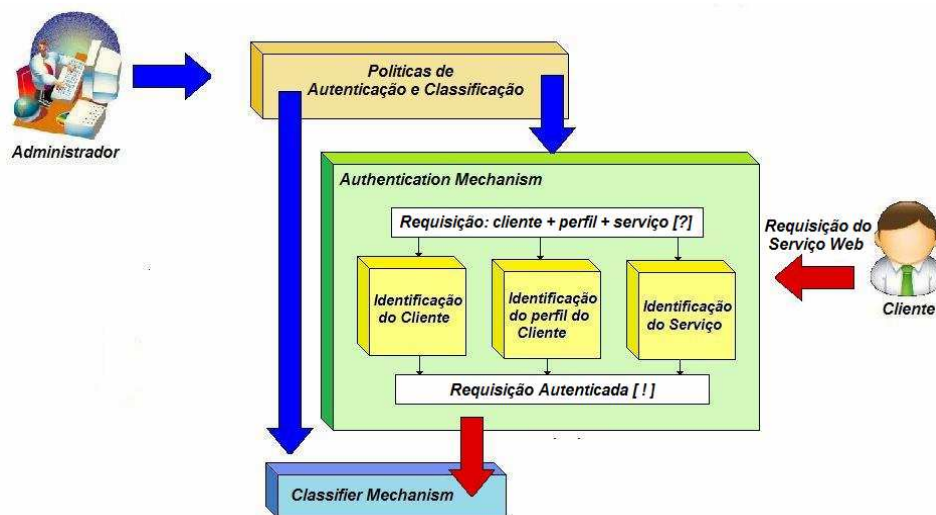 Políticas de
Autenticação e Classificação
Administrador
Authentication Mechanism
Requisição: cliente + perfil + serviço [?]
Requisição do
Serviço Web
Identificação
do Cliente
Identificação
do perfil do
Cliente
Identificação
do Serviço
Cliente
Requisição Autenticada [ ! ]
Classifier Mechanism